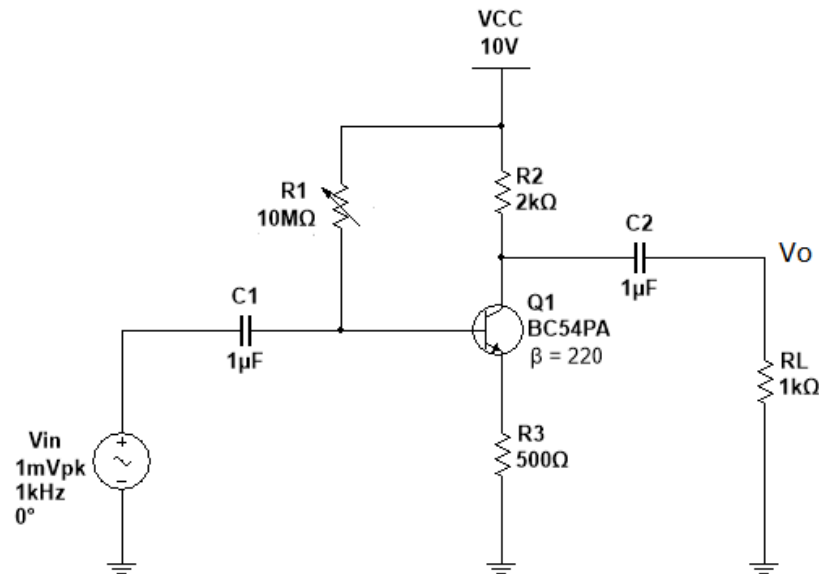 VCC
10V
R1
10MΩ
R2
2kΩ
C2
1µF
Vo
C1
1µF
Q1
BC54PA
β = 220
RL
1kΩ
R3
500Ω
Vin
1mVpk
1kHz
0°